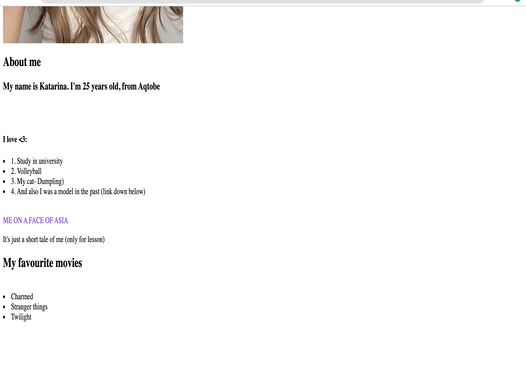 About me
My name is Katarina. I'm 25 years old, from Aqtobe
I love <3:
1. Study in university
2. Volleyball
3. My cat- Dumpling)
4. And also I was a model in the past (link down below)
ME ON A FACE OF ASIA
It's just a short tale of me (only for lesson)
My favourite movies
Charmed
Stranger things
Twilight